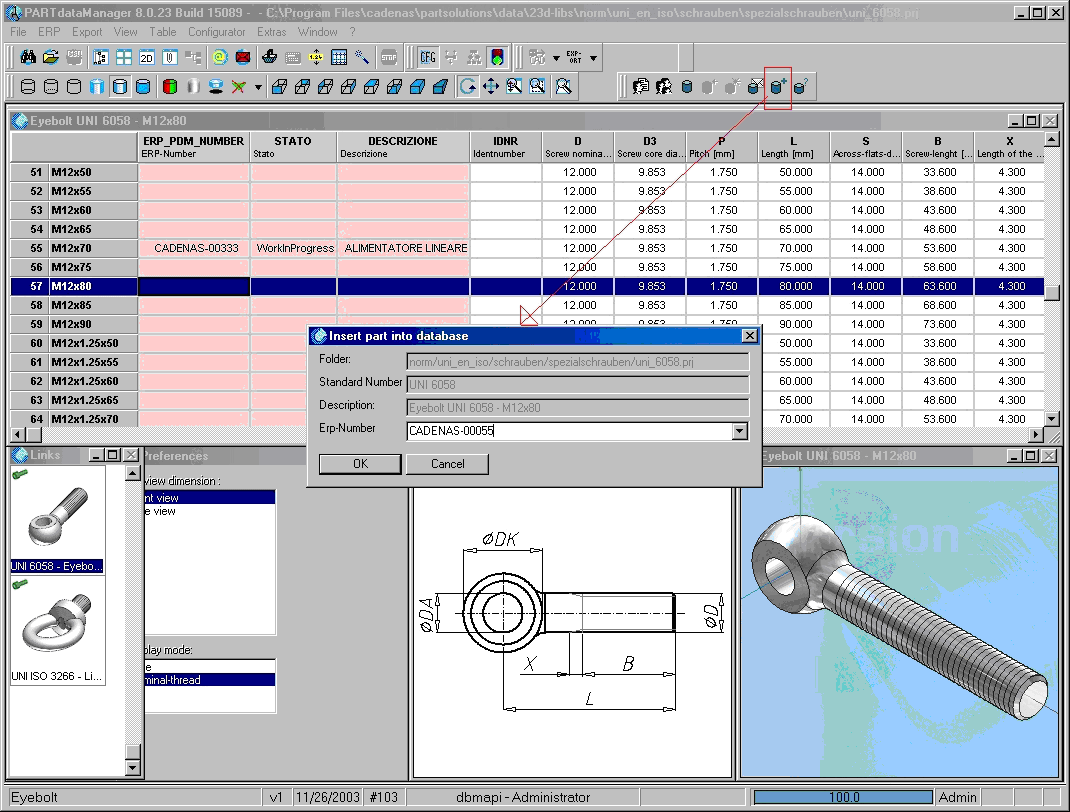 PARTdataManager 8.0.23 Build 15089 - - C:\Program Files\cadenas\partsolutions\data\23d-libs\norm\uni_en_iso\schrauben\spezialschrauben\uni_6058.prj
File ERP Export View Table Configurator Extras Window ?
2D STOP CFG EXP-ORT
Eyebolt UNI 6058 - M12x80
ERP_PDM_NUMBER STATO DESCRIZIONE IDNR D D3 P L S B X
ERP-Number Stato Descrizione Identnumber Screw nomina... Screw core dia... Pitch [mm] Length [mm] Across-flats-d... Screw-lenght [... Length of the ...
51 M12x50 12.000 9.853 1.750 50.000 14.000 33.600 4.300
52 M12x55 12.000 9.853 1.750 55.000 14.000 38.600 4.300
53 M12x60 12.000 9.853 1.750 60.000 14.000 43.600 4.300
54 M12x65 12.000 9.853 1.750 65.000 14.000 48.600 4.300
55 M12x70 CADENAS-00333 WorkInProgress ALIMENTATORE LINEARE 12.000 9.853 1.750 70.000 14.000 53.600 4.300
56 M12x75 12.000 9.853 1.750 75.000 14.000 58.600 4.300
57 M12x80 12.000 9.853 1.750 80.000 14.000 63.600 4.300
58 M12x85 12.000 9.853 1.750 85.000 14.000 68.600 4.300
59 M12x90 12.000 9.853 1.750 90.000 14.000 73.600 4.300
60 M12x1.25x50 50.000 14.000 33.600 4.300
61 M12x1.25x55 55.000 14.000 38.600 4.300
62 M12x1.25x60 60.000 14.000 43.600 4.300
63 M12x1.25x65 65.000 14.000 48.600 4.300
64 M12x1.25x70 70.000 14.000 53.600 4.300
Insert part into database
Folder: norm/uni_en_iso/schrauben/spezialschrauben/uni_6058.prj
Standard Number UNI 6058
Description: Eyebolt UNI 6058 - M12x80
Erp-Number CADENAS-00055
OK Cancel
Links
UNI 6058 - Eyebo...
UNI ISO 3266 - Li...
Preferences
view dimension :
nt view
e view
play mode:
e
minal-thread
ØDK
ØDA
ØD
X B
L
Eyebolt UNI 6058 - M12x80
Eyebolt v1 11/26/2003 #103 dbmapi - Administrator 100.0 Admin